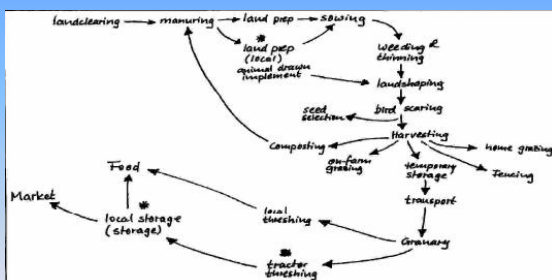 landclearing
manuring
land prep
sowing
*
land prep
(local)
animal drawn
implement
weeding &
thinning
landshaping
bird scaring
seed
selection
Harvesting
Composting
on-farm
grazing
home grazing
temporary
storage
Fencing
transport
Granary
Food
Market
*
local storage
(storage)
local
threshing
*
tractor
threshing